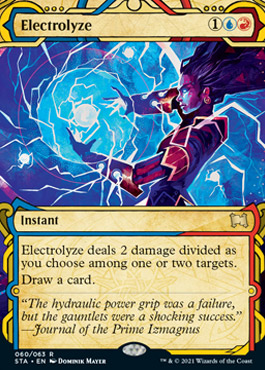 Electrolyze 1
Instant
Electrolyze deals 2 damage divided as
you choose among one or two targets.
Draw a card.
“The hydraulic power grip was a failure,
but the gauntlets were a shocking success.”
—Journal of the Prime Izmagnus
060/063 R
STA • EN DOMINIK MAYER
™ & © 2021 Wizards of the Coast